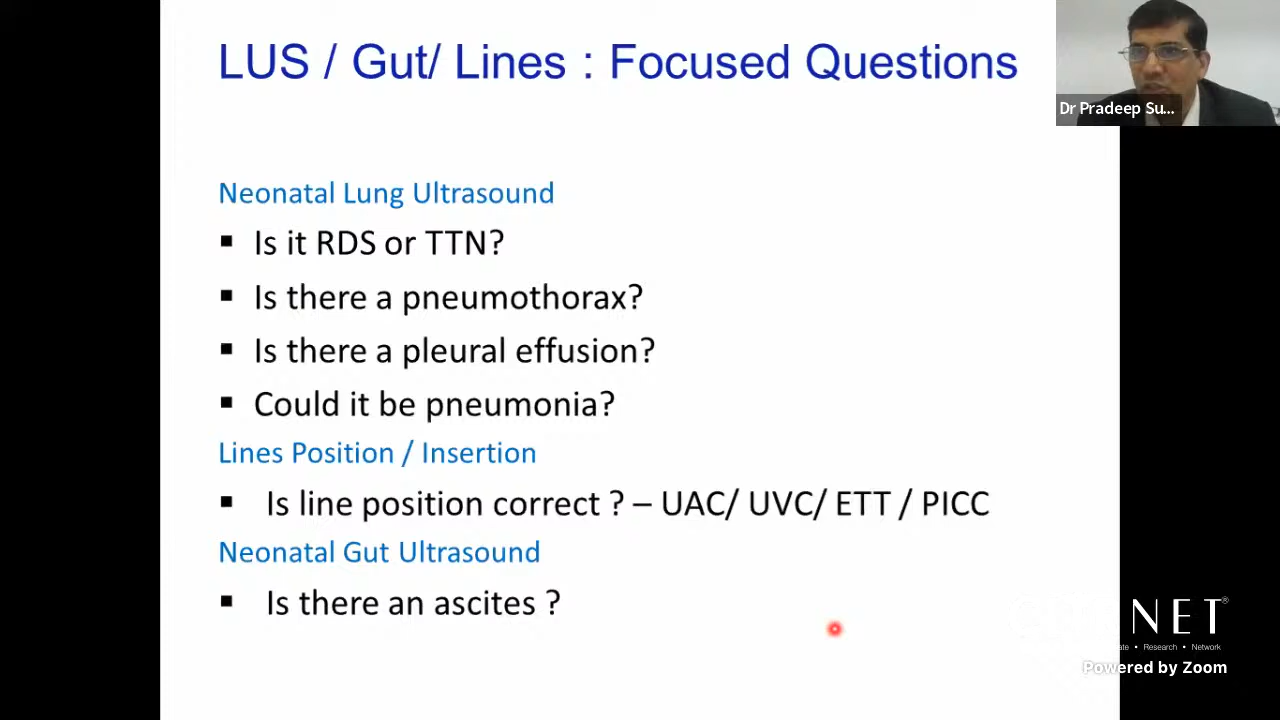 LUS / Gut/ Lines : Focused Questions
Dr Pradeep Su...
Neonatal Lung Ultrasound
▪ Is it RDS or TTN?
▪ Is there a pneumothorax?
▪ Is there a pleural effusion?
▪ Could it be pneumonia?
Lines Position / Insertion
▪ Is line position correct ? – UAC/ UVC/ ETT / PICC
Neonatal Gut Ultrasound
▪ Is there an ascites ?
NET®
• Research • Network
Powered by Zoom